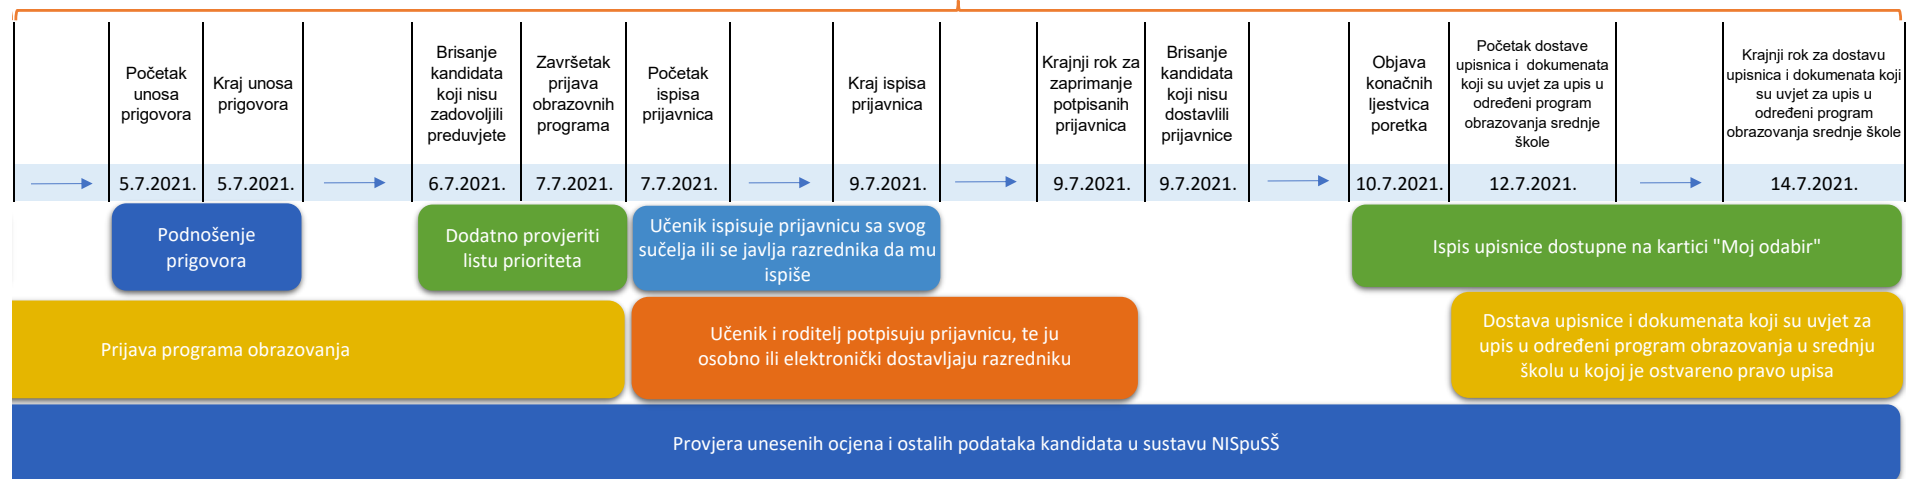 Početak
unosa
prigovora
Kraj unosa
prigovora
Brisanje
kandidata
koji nisu
zadovoljili
preduvjete
Završetak
prijava
obrazovnih
programa
Početak
ispisa
prijavnica
Kraj ispisa
prijavnica
Krajnji rok za
zaprimanje
potpisanih
prijavnica
Brisanje
kandidata
koji nisu
dostavlili
prijavnice
Objava
konačnih
ljestvica
poretka
Početak dostave
upisnica i dokumenata
koji su uvjet za upis u
određeni program
obrazovanja srednje
škole
Krajnji rok za dostavu
upisnica i dokumenata koji
su uvjet za upis u
određeni program
obrazovanja srednje škole
5.7.2021.
5.7.2021.
6.7.2021.
7.7.2021.
7.7.2021.
9.7.2021.
9.7.2021.
9.7.2021.
10.7.2021.
12.7.2021.
14.7.2021.
Podnošenje
prigovora
Dodatno provjeriti
listu prioriteta
Učenik ispisuje prijavnicu sa svog
sučelja ili se javlja razrednika da mu
ispiše
Ispis upisnice dostupne na kartici "Moj odabir"
Prijava programa obrazovanja
Učenik i roditelj potpisuju prijavnicu, te ju
osobno ili elektronički dostavljaju razredniku
Dostava upisnice i dokumenata koji su uvjet za
upis u određeni program obrazovanja u srednju
školu u kojoj je ostvareno pravo upisa
Provjera unesenih ocjena i ostalih podataka kandidata u sustavu NISpuSŠ